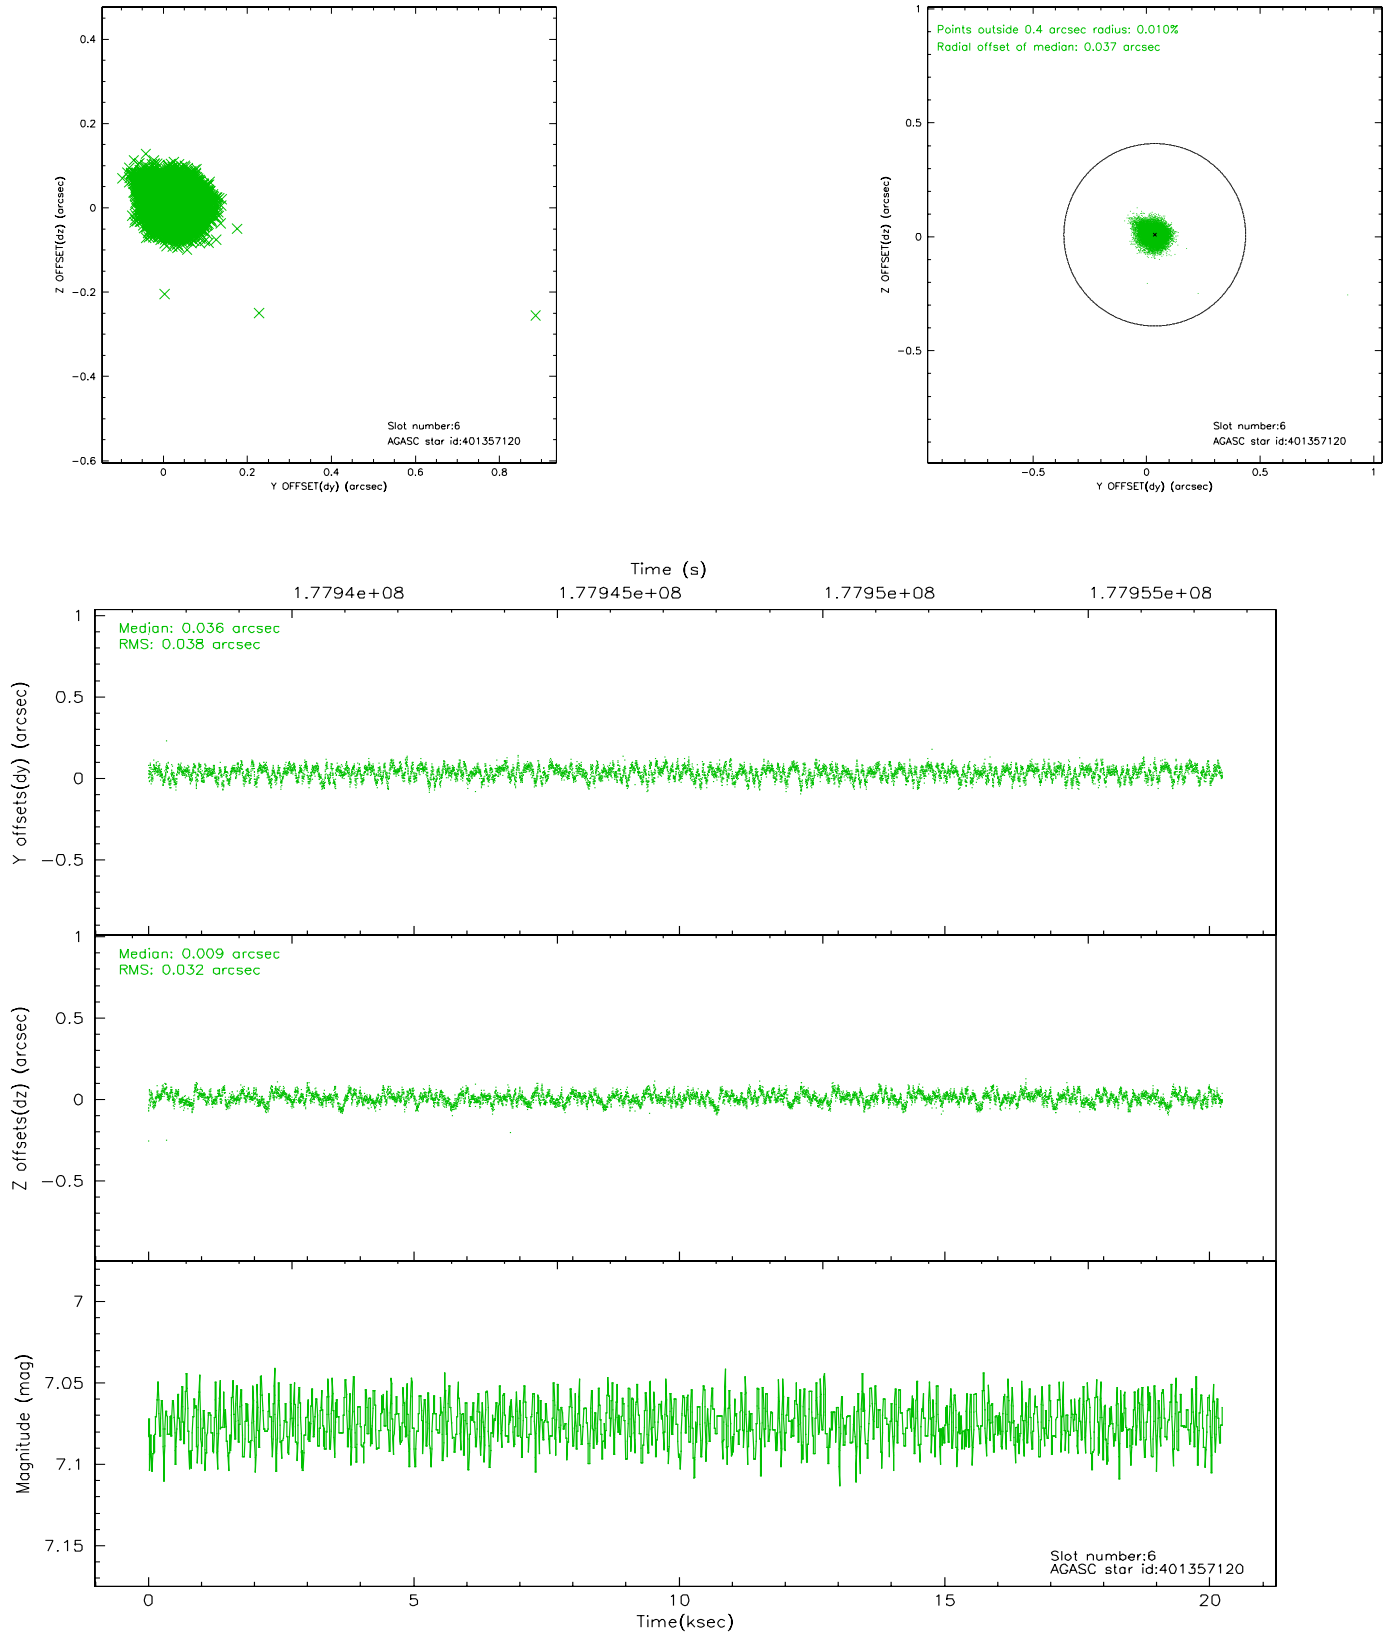 0.4
0.2
0
-0.2
-0.4
-0.6
Z OFFSET(dz) (arcsec)
0 0.2 0.4 0.6 0.8
Y OFFSET(dy) (arcsec)
Slot number:6
AGASC star id:401357120
Points outside 0.4 arcsec radius: 0.010%
Radial offset of median: 0.037 arcsec
1
0.5
0
-0.5
Z OFFSET(dz) (arcsec)
-0.5 0 0.5 1
Y OFFSET(dy) (arcsec)
Slot number:6
AGASC star id:401357120
Time (s)
1.7794e+08 1.77945e+08 1.7795e+08 1.77955e+08
Median: 0.036 arcsec
RMS: 0.038 arcsec
1
0.5
0
-0.5
Y offsets(dy) (arcsec)
Median: 0.009 arcsec
RMS: 0.032 arcsec
1
0.5
0
-0.5
Z offsets(dz) (arcsec)
7
7.05
7.1
7.15
Magnitude (mag)
Slot number:6
AGASC star id:401357120
0 5 10 15 20
Time(ksec)